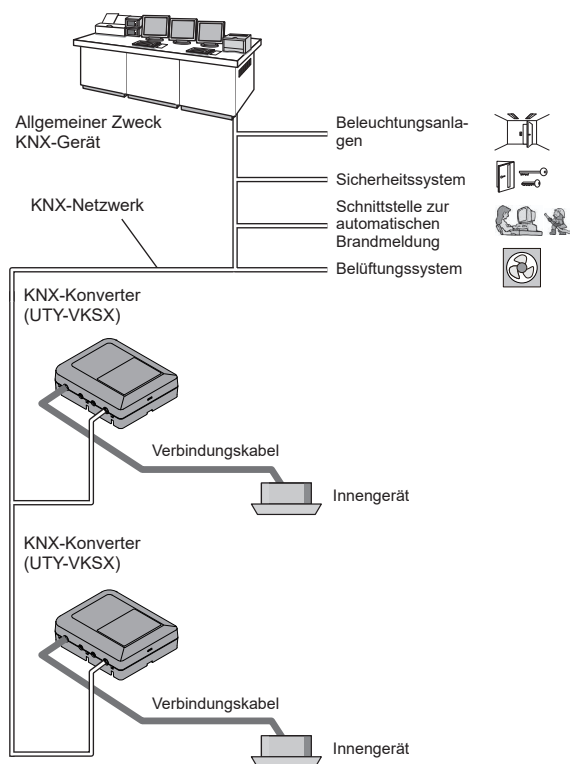 Allgemeiner Zweck
KNX-Gerät
Beleuchtungsanla-
gen
Sicherheitssystem
Schnittstelle zur
automatischen
Brandmeldung
Belüftungssystem
KNX-Netzwerk
KNX-Konverter
(UTY-VKSX)
Verbindungskabel
Innengerät
KNX-Konverter
(UTY-VKSX)
Verbindungskabel
Innengerät